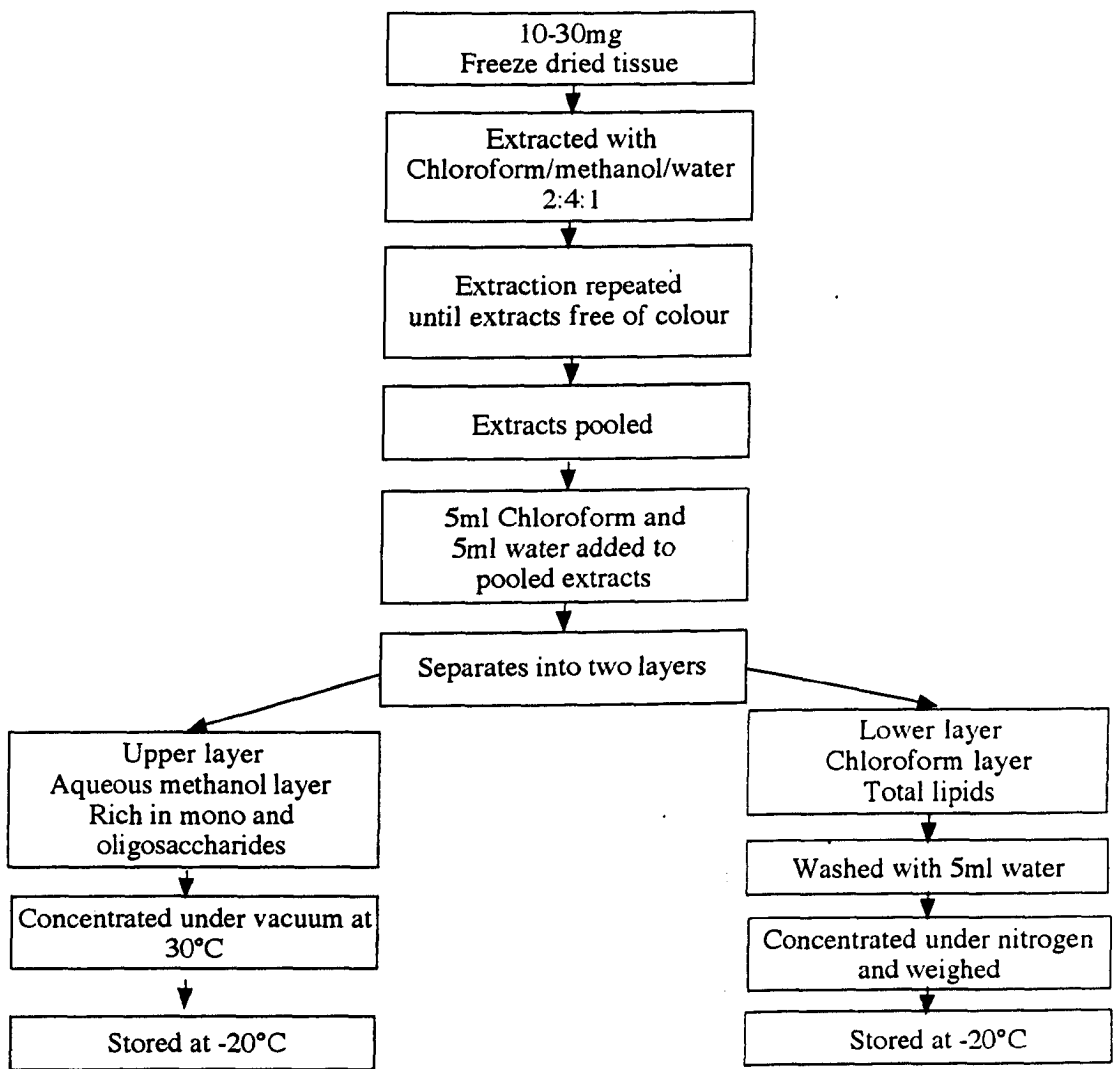 10-30mg
Freeze dried tissue
Extracted with
Chloroform/methanol/water
2:4:1
Extraction repeated
until extracts free of colour
Extracts pooled
5ml Chloroform and
5ml water added to
pooled extracts
Separates into two layers
Upper layer
Aqueous methanol layer
Rich in mono and
oligosaccharides
Concentrated under vacuum at
30°C
Stored at -20°C
Lower layer
Chloroform layer
Total lipids
Washed with 5ml water
Concentrated under nitrogen
and weighed
Stored at -20°C